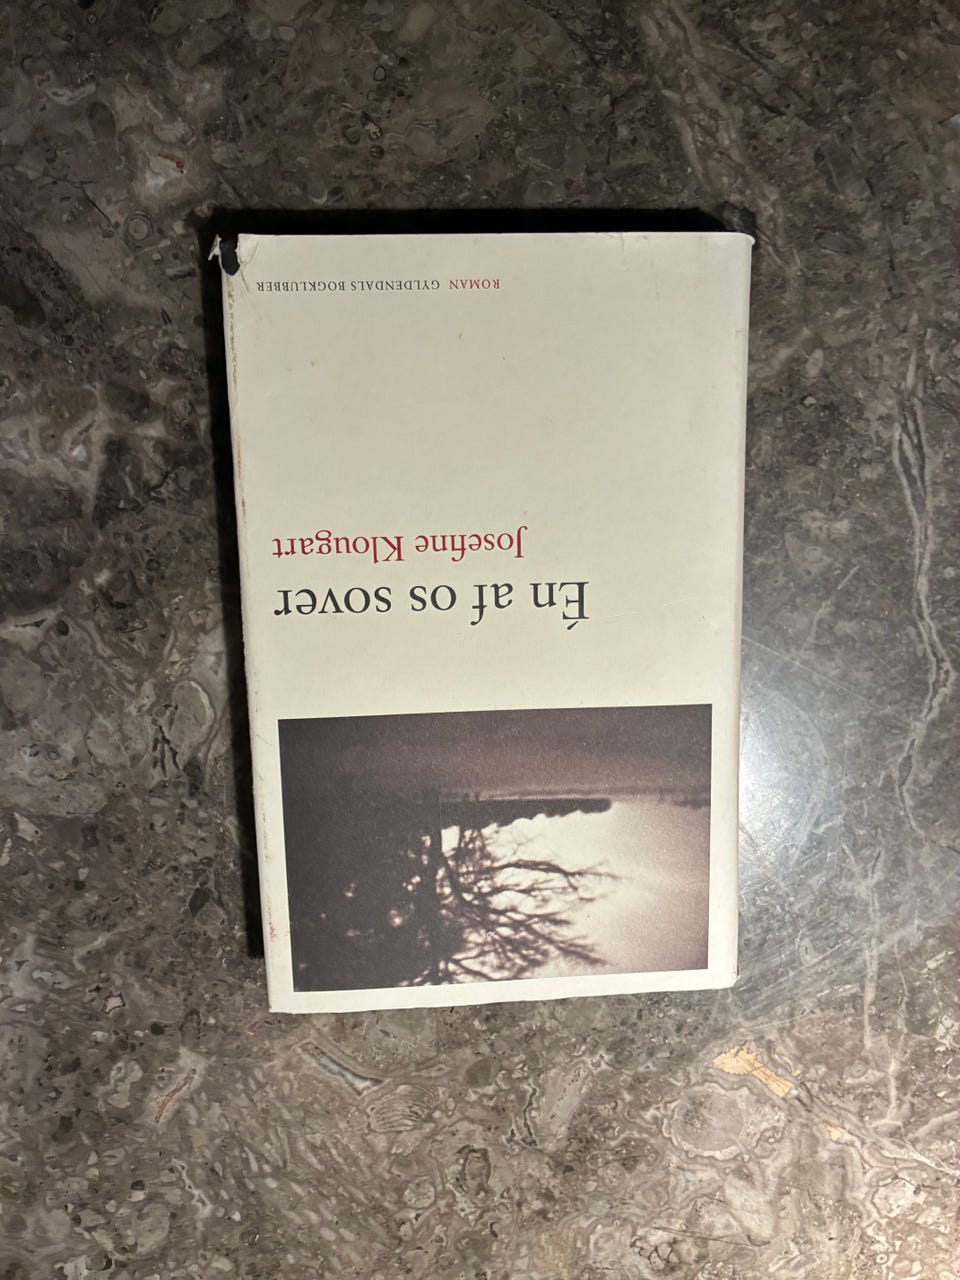 Én af os sover
Josefine Klougart
ROMAN GYLDENDALS BOGKLUBBER